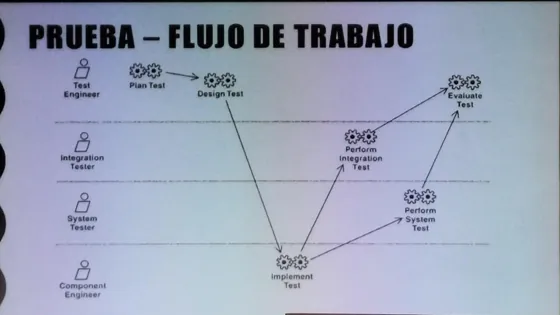 PRUEBA – FLUJO DE TRABAJO
Test
Engineer
Plan Test
Design Test
Evaluate
Test
Integration
Tester
Perform
Integration
Test
System
Tester
Perform
System
Test
Component
Engineer
Implement
Test